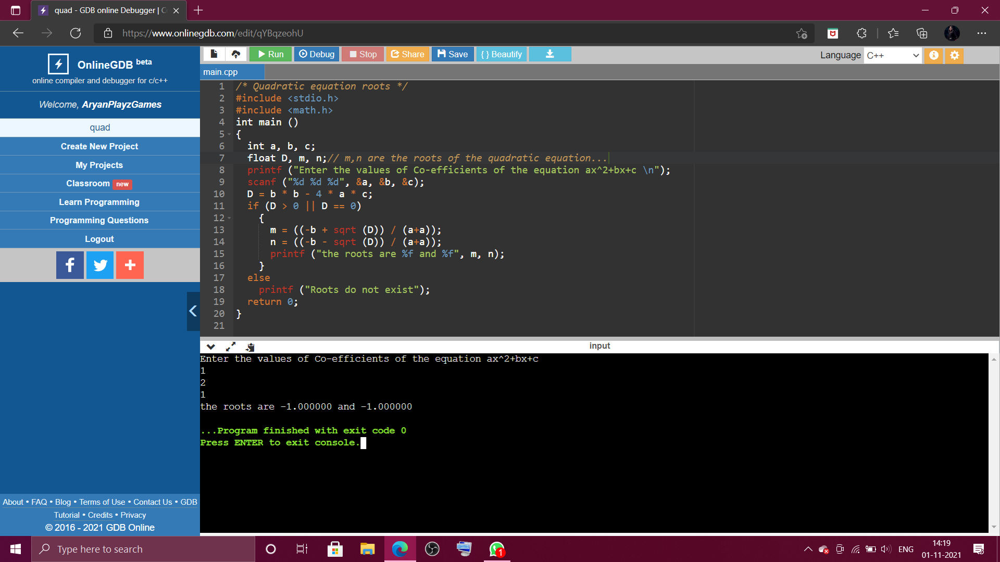 quad - GDB online Debugger | C
https://www.onlinegdb.com/edit/qYBqzeohU
OnlineGDB beta
online compiler and debugger for c/c++
Welcome, AryanPlayzGames
quad
Create New Project
My Projects
Classroom new
Learn Programming
Programming Questions
Logout
About • FAQ • Blog • Terms of Use • Contact Us • GDB
Tutorial • Credits • Privacy
© 2016 - 2021 GDB Online
Run Debug Stop Share Save {} Beautify
Language C++
main.cpp
1 /* Quadratic equation roots */
2 #include <stdio.h>
3 #include <math.h>
4 int main ()
5 {
6 int a, b, c;
7 float D, m, n;// m,n are the roots of the quadratic equation...
8 printf ("Enter the values of Co-efficients of the equation ax^2+bx+c \n");
9 scanf ("%d %d %d", &a, &b, &c);
10 D = b * b - 4 * a * c;
11 if (D > 0 || D == 0)
12 {
13 m = ((-b + sqrt (D)) / (a+a));
14 n = ((-b - sqrt (D)) / (a+a));
15 printf ("the roots are %f and %f", m, n);
16 }
17 else
18 printf ("Roots do not exist");
19 return 0;
20 }
21
input
Enter the values of Co-efficients of the equation ax^2+bx+c
1
2
1
the roots are -1.000000 and -1.000000
...Program finished with exit code 0
Press ENTER to exit console.
Type here to search
1
ENG
14:19
01-11-2021